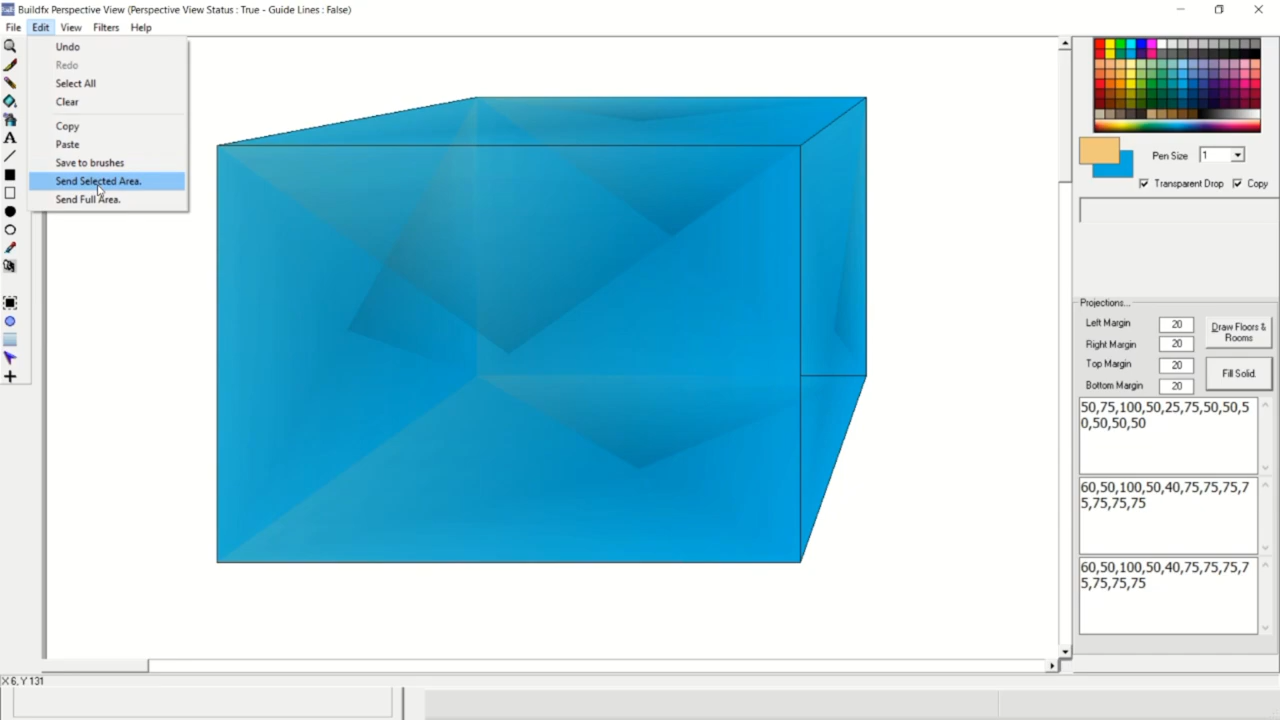 Buildfx Perspective View (Perspective View Status : True - Guide Lines : False)
File Edit View Filters Help
Undo
Redo
Select All
Clear
Copy
Paste
Save to brushes
Send Selected Area.
Send Full Area.
A
Pen Size 1
Transparent Drop Copy
Projections...
Left Margin 20
Right Margin 20
Top Margin 20
Bottom Margin 20
Draw Floors &
Rooms
Fill Solid
50,75,100,50,25,75,50,50,5
0,50,50,50
60,50,100,50,40,75,75,75,7
5,75,75,75
60,50,100,50,40,75,75,75,7
5,75,75,75
X 6, Y 131